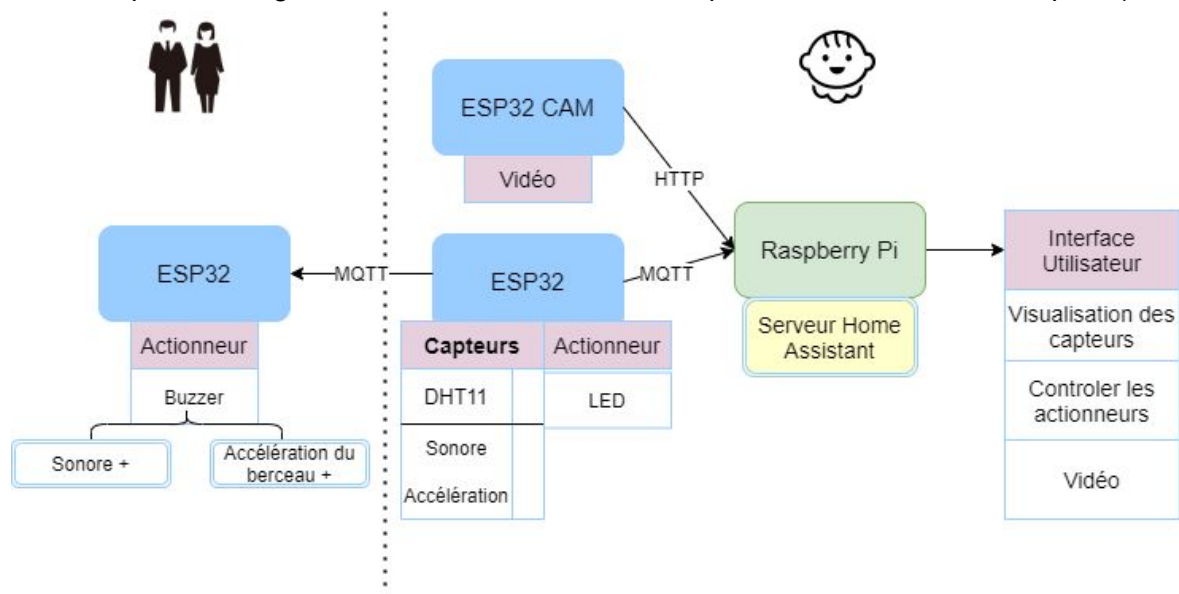 ESP32 CAM
Vidéo
HTTP
ESP32
MQTT
ESP32
MQTT
Raspberry Pi
Interface
Utilisateur
Actionneur
Capteurs
Actionneur
Serveur Home
Assistant
Visualisation des
capteurs
Buzzer
DHT11
LED
Controler les
actionneurs
Sonore +
Accélération du
berceau +
Sonore
Accélération
Vidéo